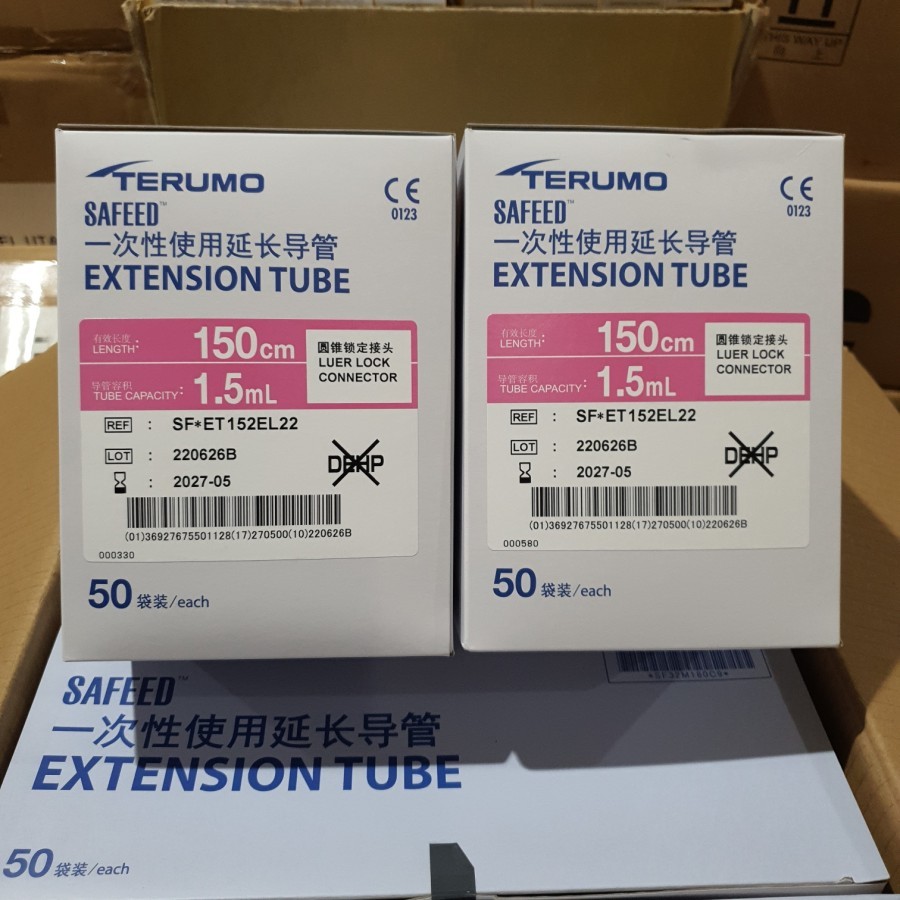 THIS WAY UP
向 上
TERUMO
SAFEED™
一次性使用延长导管
EXTENSION TUBE
CE
0123
有效长度
LENGTH* : 150cm
导管容积
TUBE CAPACITY : 1.5mL
圆锥锁定接头
LUER LOCK
CONNECTOR
REF : SF*ET152EL22
LOT : 220626B
: 2027-05
DEHP
(01)36927675501128(17)270500(10)220626B
000330
50 袋装/each
TERUMO
SAFEED™
一次性使用延长导管
EXTENSION TUBE
CE
0123
有效长度
LENGTH* : 150cm
导管容积
TUBE CAPACITY : 1.5mL
圆锥锁定接头
LUER LOCK
CONNECTOR
REF : SF*ET152EL22
LOT : 220626B
: 2027-05
DEHP
(01)36927675501128(17)270500(10)220626B
000580
50 袋装/each
SAFEED™
一次性使用延长导管
EXTENSION TUBE
50 袋装/each